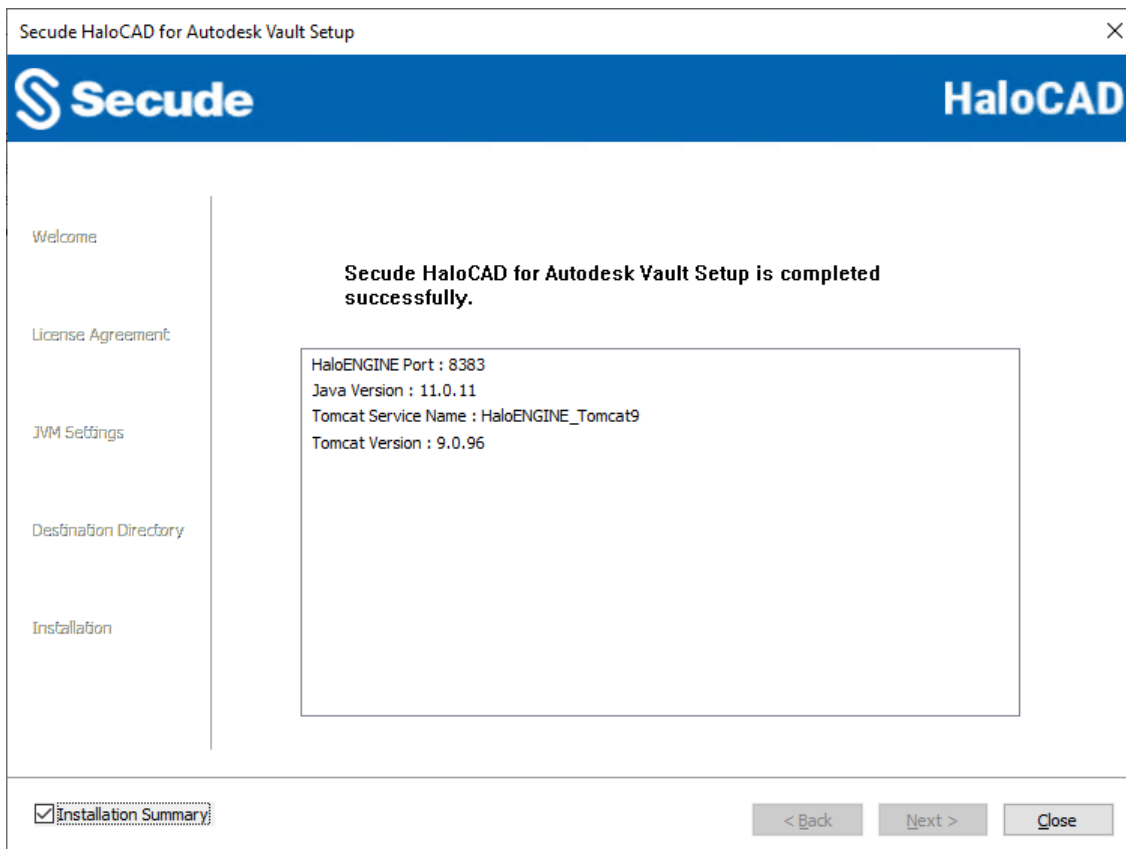 Secude HaloCAD for Autodesk Vault Setup
Secude
HaloCAD
Welcome
License Agreement
JVM Settings
Destination Directory
Installation
Secude HaloCAD for Autodesk Vault Setup is completed
successfully.
HaloENGINE Port : 8383
Java Version : 11.0.11
Tomcat Service Name : HaloENGINE_Tomcat9
Tomcat Version : 9.0.96
Installation Summary
< Back
Next >
Close